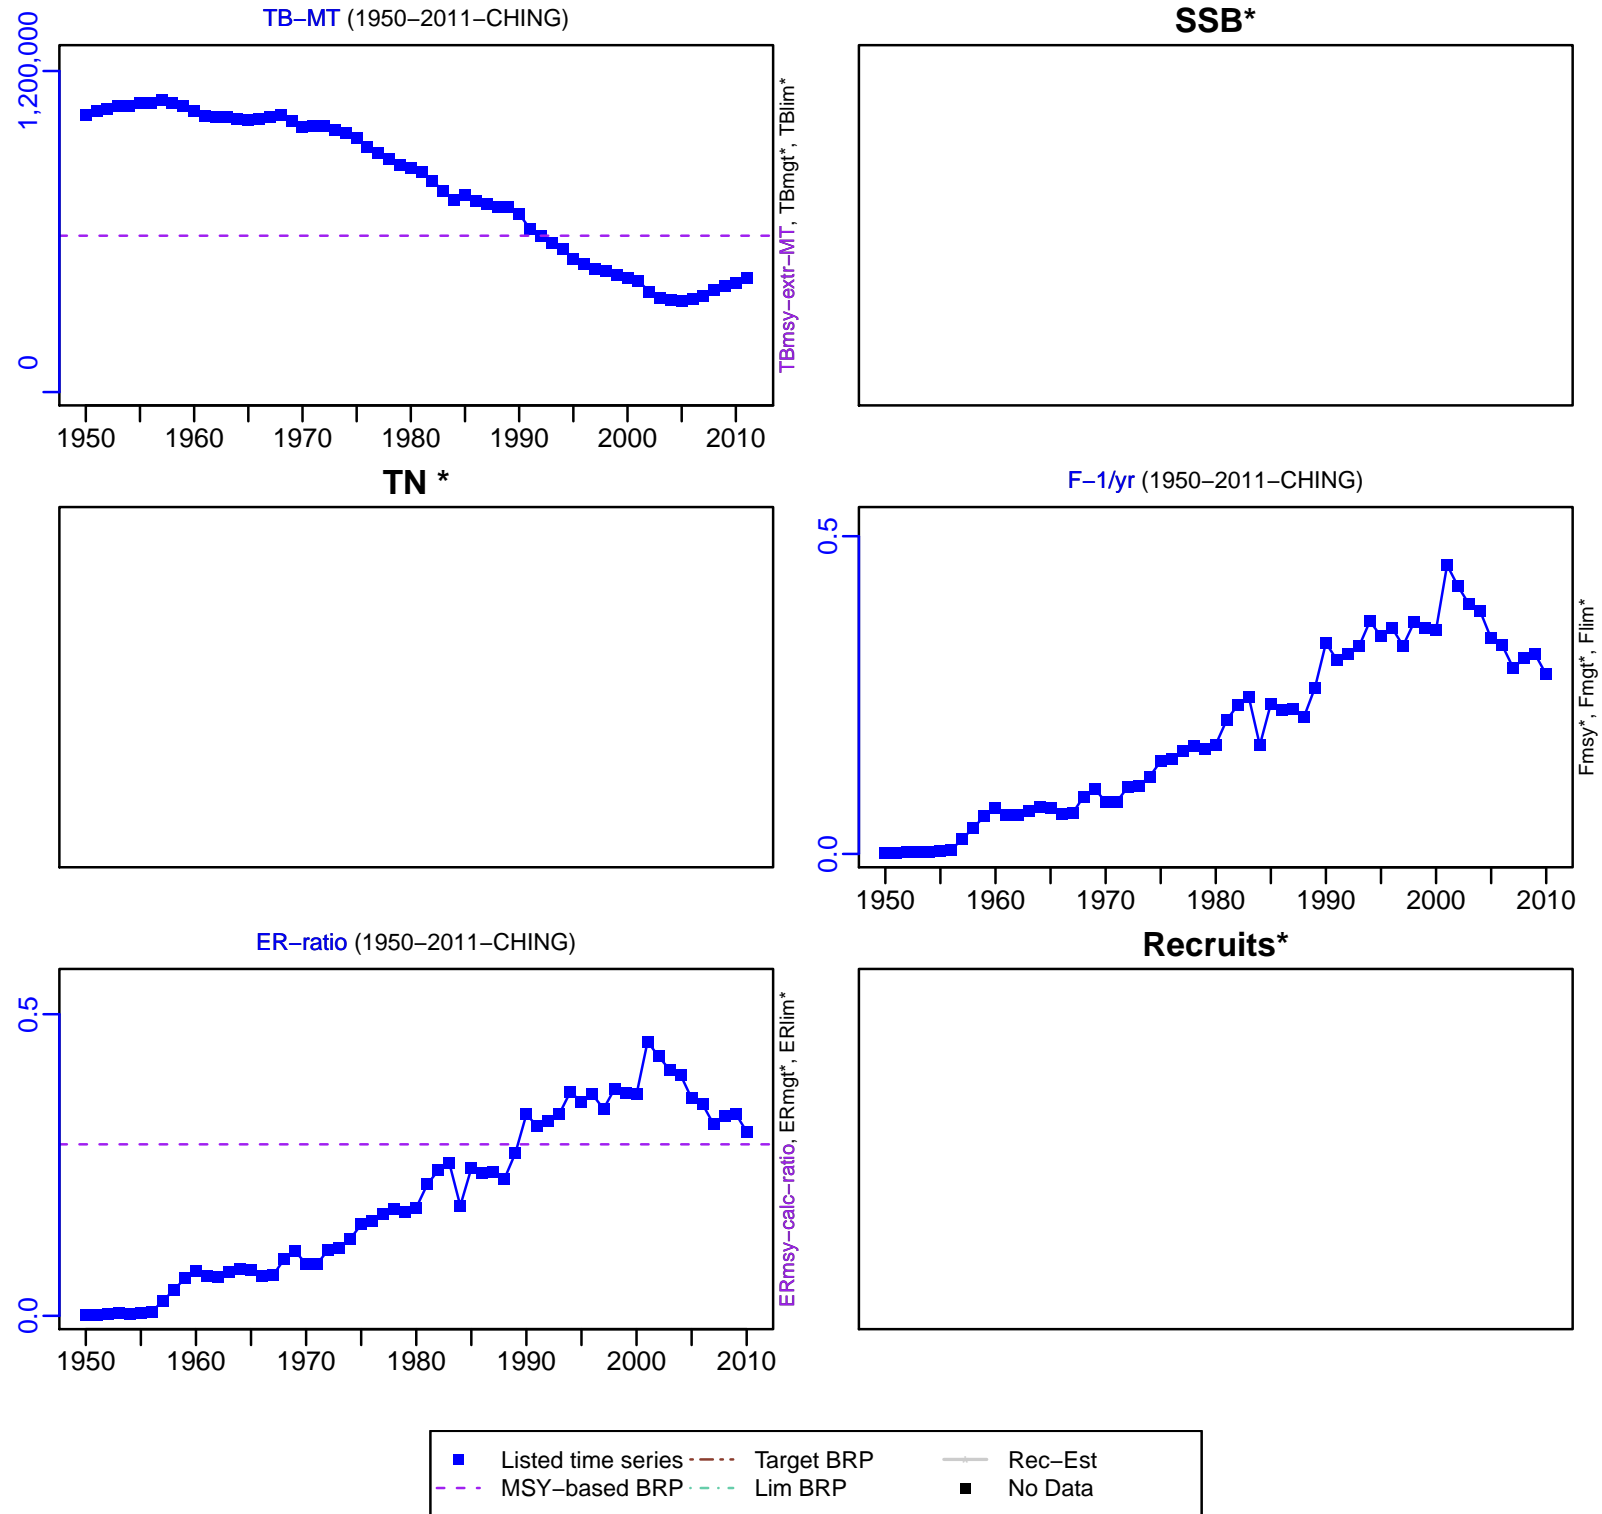 TB−MT (1950−2011−CHING)
1,200,000
0
TBmsy−extr−MT, TBmgt*, TBlim*
1950 1960 1970 1980 1990 2000 2010
SSB*
TN *
F−1/yr (1950−2011−CHING)
0.5
0.0
Fmsy*, Fmgt*, Flim*
1950 1960 1970 1980 1990 2000 2010
ER−ratio (1950−2011−CHING)
0.5
0.0
ERmsy−calc−ratio, ERmgt*, ERlim*
1950 1960 1970 1980 1990 2000 2010
Recruits*
Listed time series Target BRP Rec−Est
MSY−based BRP Lim BRP No Data